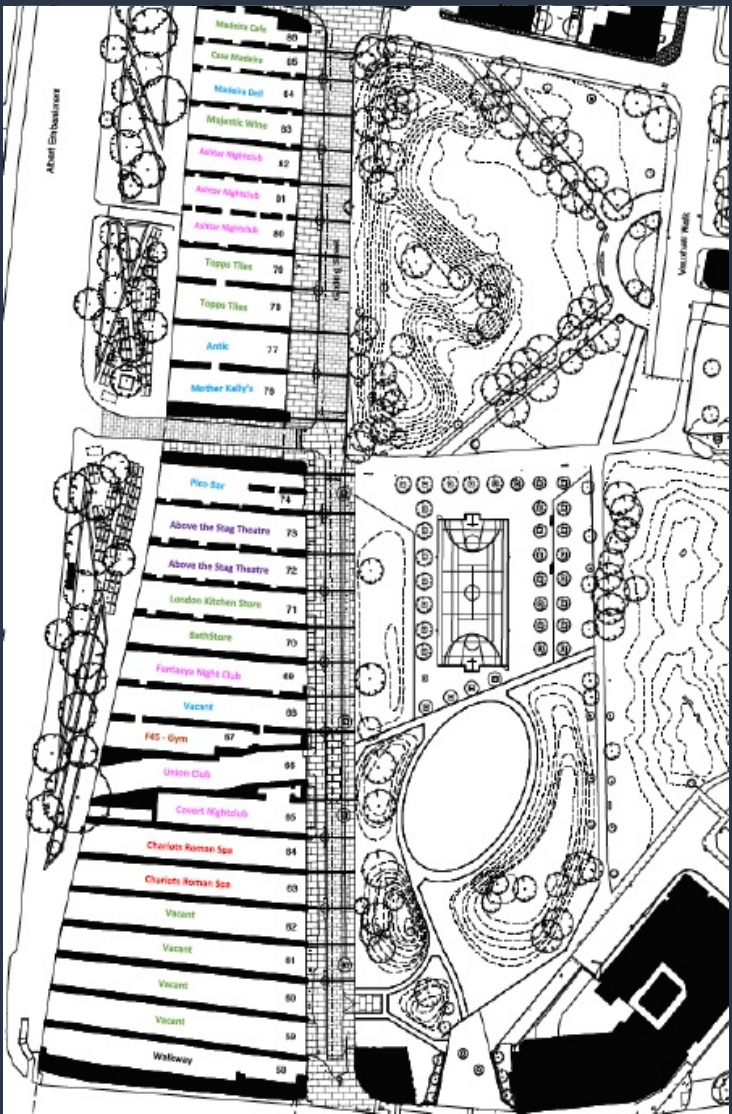 Albert Embankment
Madeira Cafe
86
Casa Madeira
85
Madeira Deli
84
Majestic Wine
83
Ashtar Nightclub
82
Ashtar Nightclub
81
Ashtar Nightclub
80
Topps Tiles
79
Topps Tiles
78
Antic
77
Mother Kelly's
76
Vauxhall Walk
Pico Bar
74
Above the Stag Theatre
73
Above the Stag Theatre
72
London Kitchen Store
71
BathStore
70
Fantazya Night Club
69
Vacant
68
F45 - Gym
67
Union Club
66
Covert Nightclub
65
Chariots Roman Spa
64
Chariots Roman Spa
63
Vacant
62
Vacant
61
Vacant
60
Vacant
59
Walkway
58